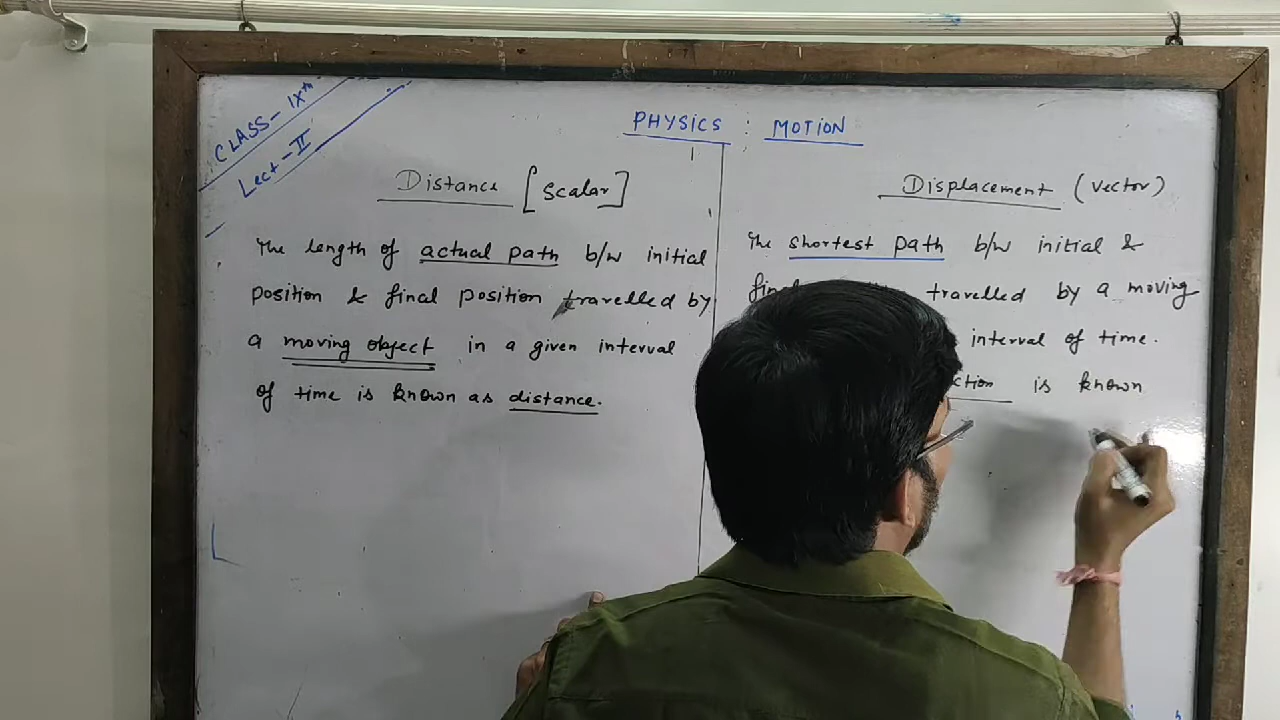 CLASS- IXth
Lect-II
PHYSICS : MOTION
Distance [Scalar]
The length of actual path b/w initial
position & final position travelled by
a moving object in a given interval
of time is known as distance.
Displacement (Vector)
The shortest path b/w initial &
travelled by a moving
interval of time.
ction is known